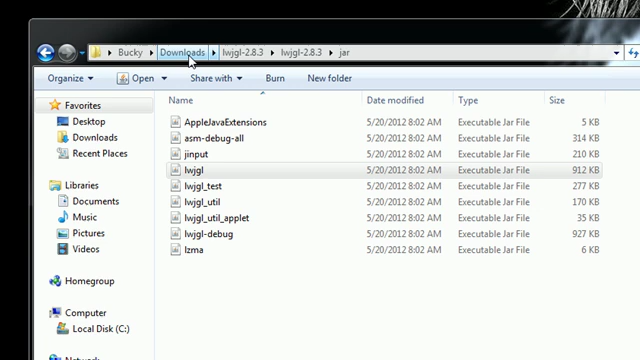 Bucky Downloads lwjgl-2.8.3 lwjgl-2.8.3 jar
Organize Open Share with Burn New folder
Favorites
Desktop
Downloads
Recent Places
Libraries
Documents
Music
Pictures
Videos
Homegroup
Computer
Local Disk (C:)
Name Date modified Type Size
AppleJavaExtensions 5/20/2012 8:02 AM Executable Jar File 5 KB
asm-debug-all 5/20/2012 8:02 AM Executable Jar File 314 KB
jinput 5/20/2012 8:02 AM Executable Jar File 210 KB
lwjgl 5/20/2012 8:02 AM Executable Jar File 912 KB
lwjgl_test 5/20/2012 8:02 AM Executable Jar File 277 KB
lwjgl_util 5/20/2012 8:02 AM Executable Jar File 170 KB
lwjgl_util_applet 5/20/2012 8:02 AM Executable Jar File 35 KB
lwjgl-debug 5/20/2012 8:02 AM Executable Jar File 927 KB
lzma 5/20/2012 8:02 AM Executable Jar File 6 KB